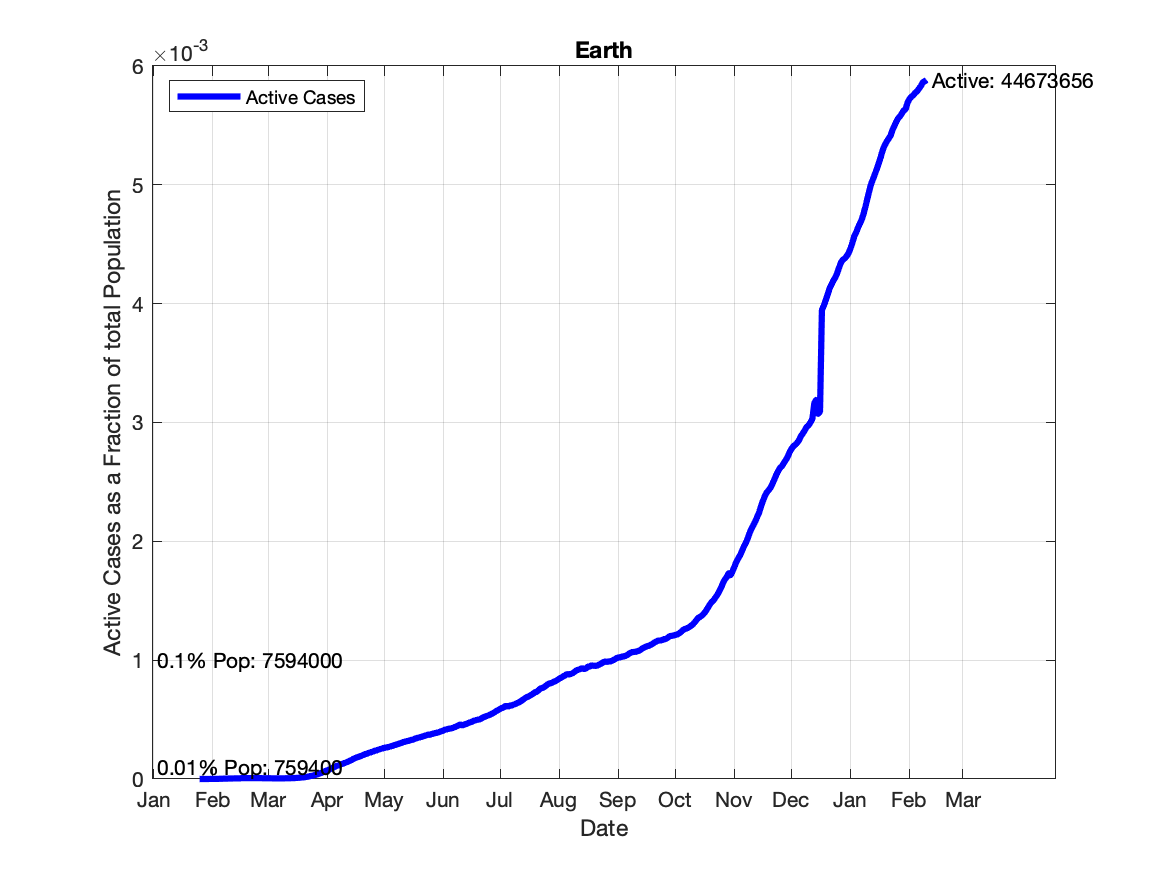 Earth
×10-3
6
5
4
3
2
1
0
Active Cases as a Fraction of total Population
Active Cases
Active: 44673656
0.1% Pop: 7594000
0.01% Pop: 759400
Jan Feb Mar Apr May Jun Jul Aug Sep Oct Nov Dec Jan Feb Mar
Date